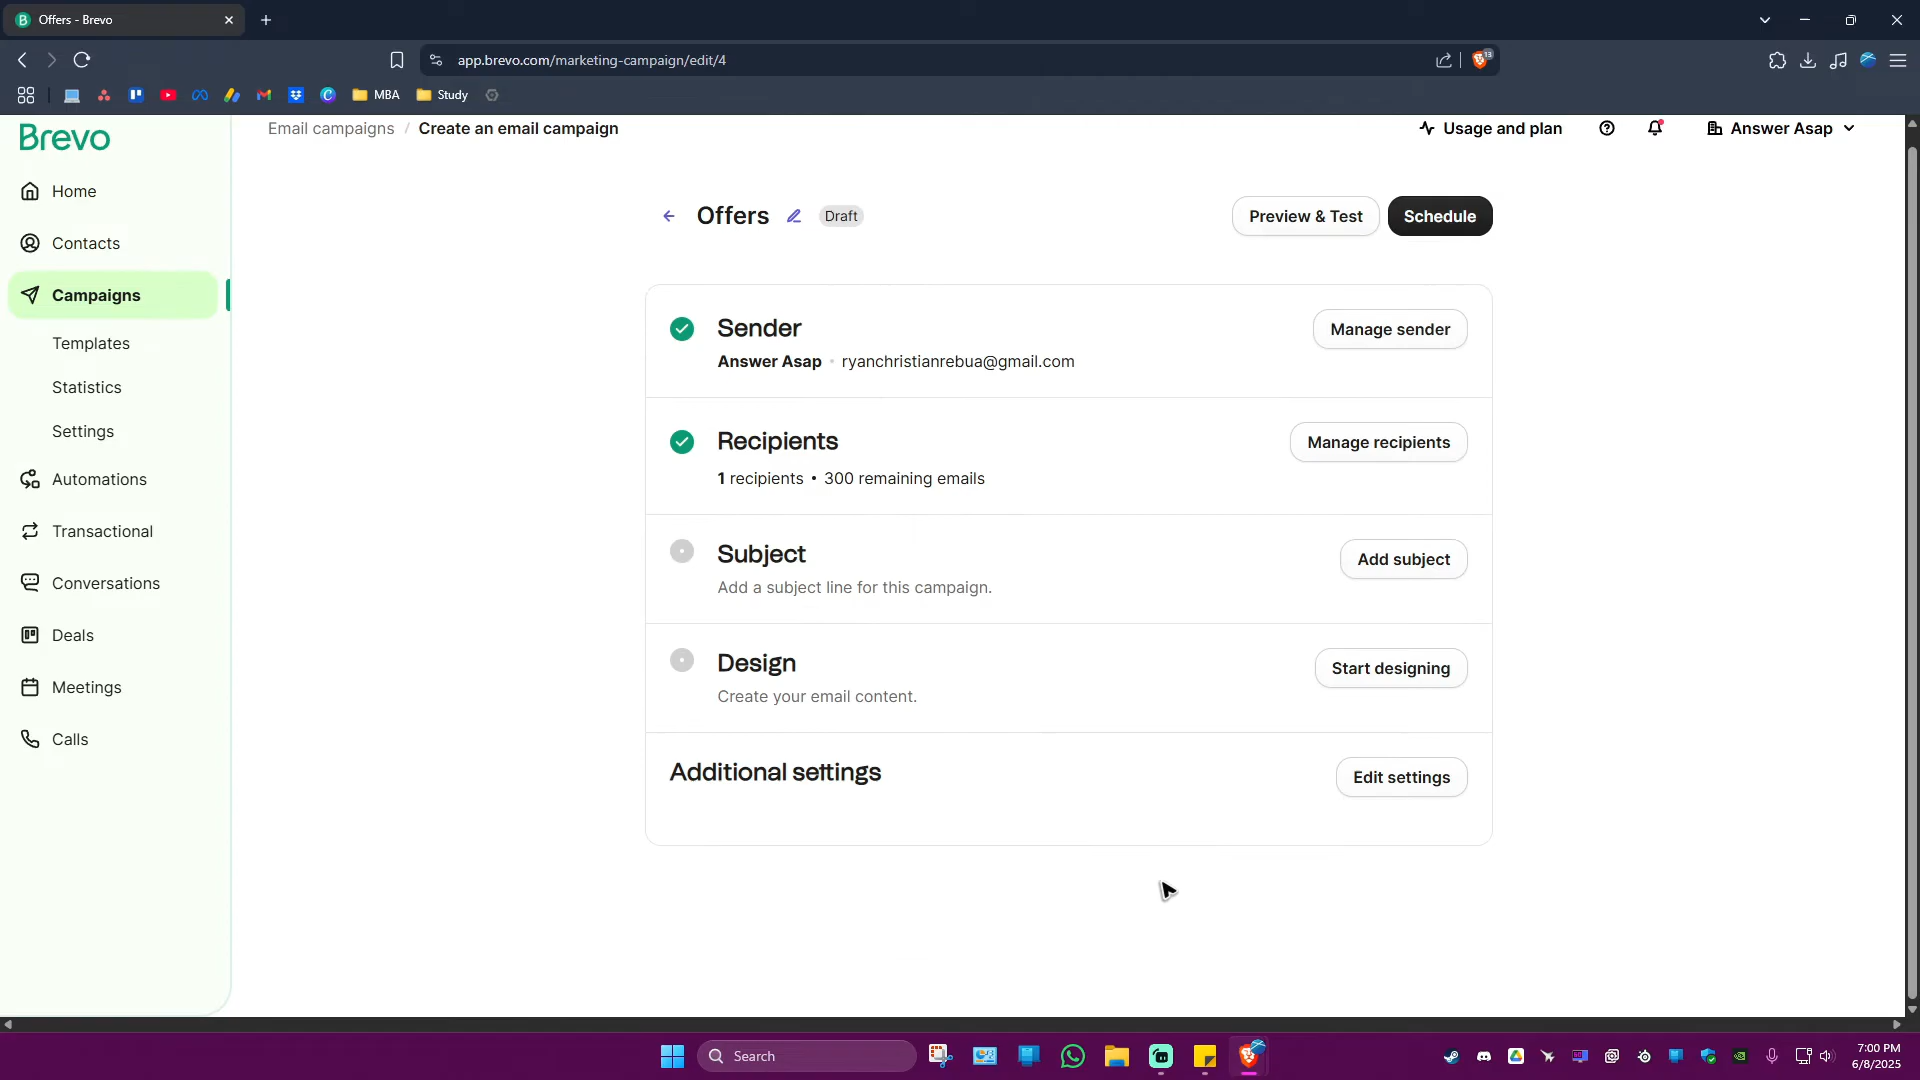 Offers - Brevo
app.brevo.com/marketing-campaign/edit/4
13
MBA
Study
Brevo
Email campaigns / Create an email campaign
Usage and plan
Answer Asap
Home
Contacts
Campaigns
Templates
Statistics
Settings
Automations
Transactional
Conversations
Deals
Meetings
Calls
Offers
Draft
Preview & Test
Schedule
Sender
Answer Asap • ryanchristianrebua@gmail.com
Manage sender
Recipients
1 recipients • 300 remaining emails
Manage recipients
Subject
Add a subject line for this campaign.
Add subject
Design
Create your email content.
Start designing
Additional settings
Edit settings
Search
7:00 PM
6/8/2025